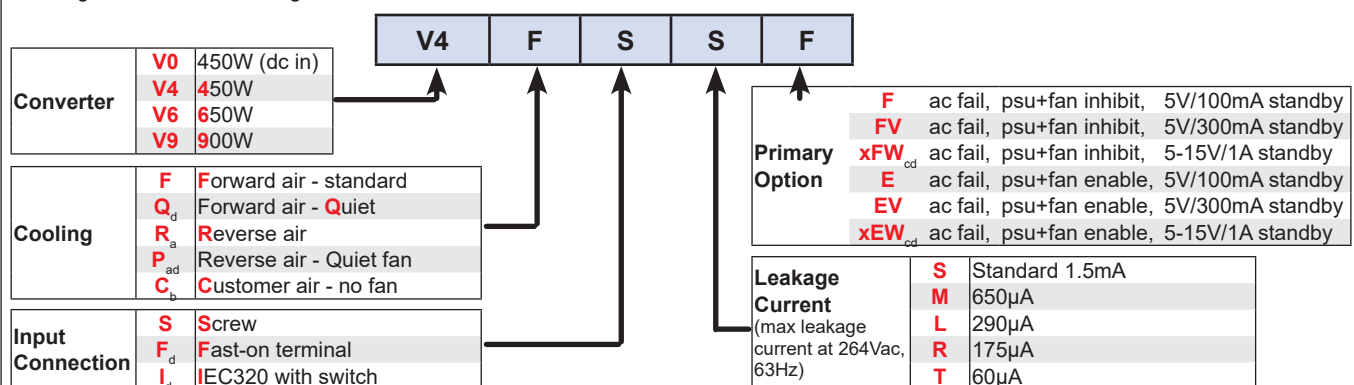 V4 F S S F
Converter
V0 450W (dc in)
V4 450W
V6 650W
V9 900W
Cooling
F Forward air - standard
Qd Forward air - Quiet
Ra Reverse air
Pad Reverse air - Quiet fan
Cb Customer air - no fan
Input
Connection
S Screw
Fd Fast-on terminal
Id IEC320 with switch
Primary
Option
F ac fail, psu+fan inhibit, 5V/100mA standby
FV ac fail, psu+fan inhibit, 5V/300mA standby
xFWcd ac fail, psu+fan inhibit, 5-15V/1A standby
E ac fail, psu+fan enable, 5V/100mA standby
EV ac fail, psu+fan enable, 5V/300mA standby
xEWcd ac fail, psu+fan enable, 5-15V/1A standby
Leakage
Current
(max leakage
current at 264Vac,
63Hz)
S Standard 1.5mA
M 650µA
L 290µA
R 175µA
T 60µA